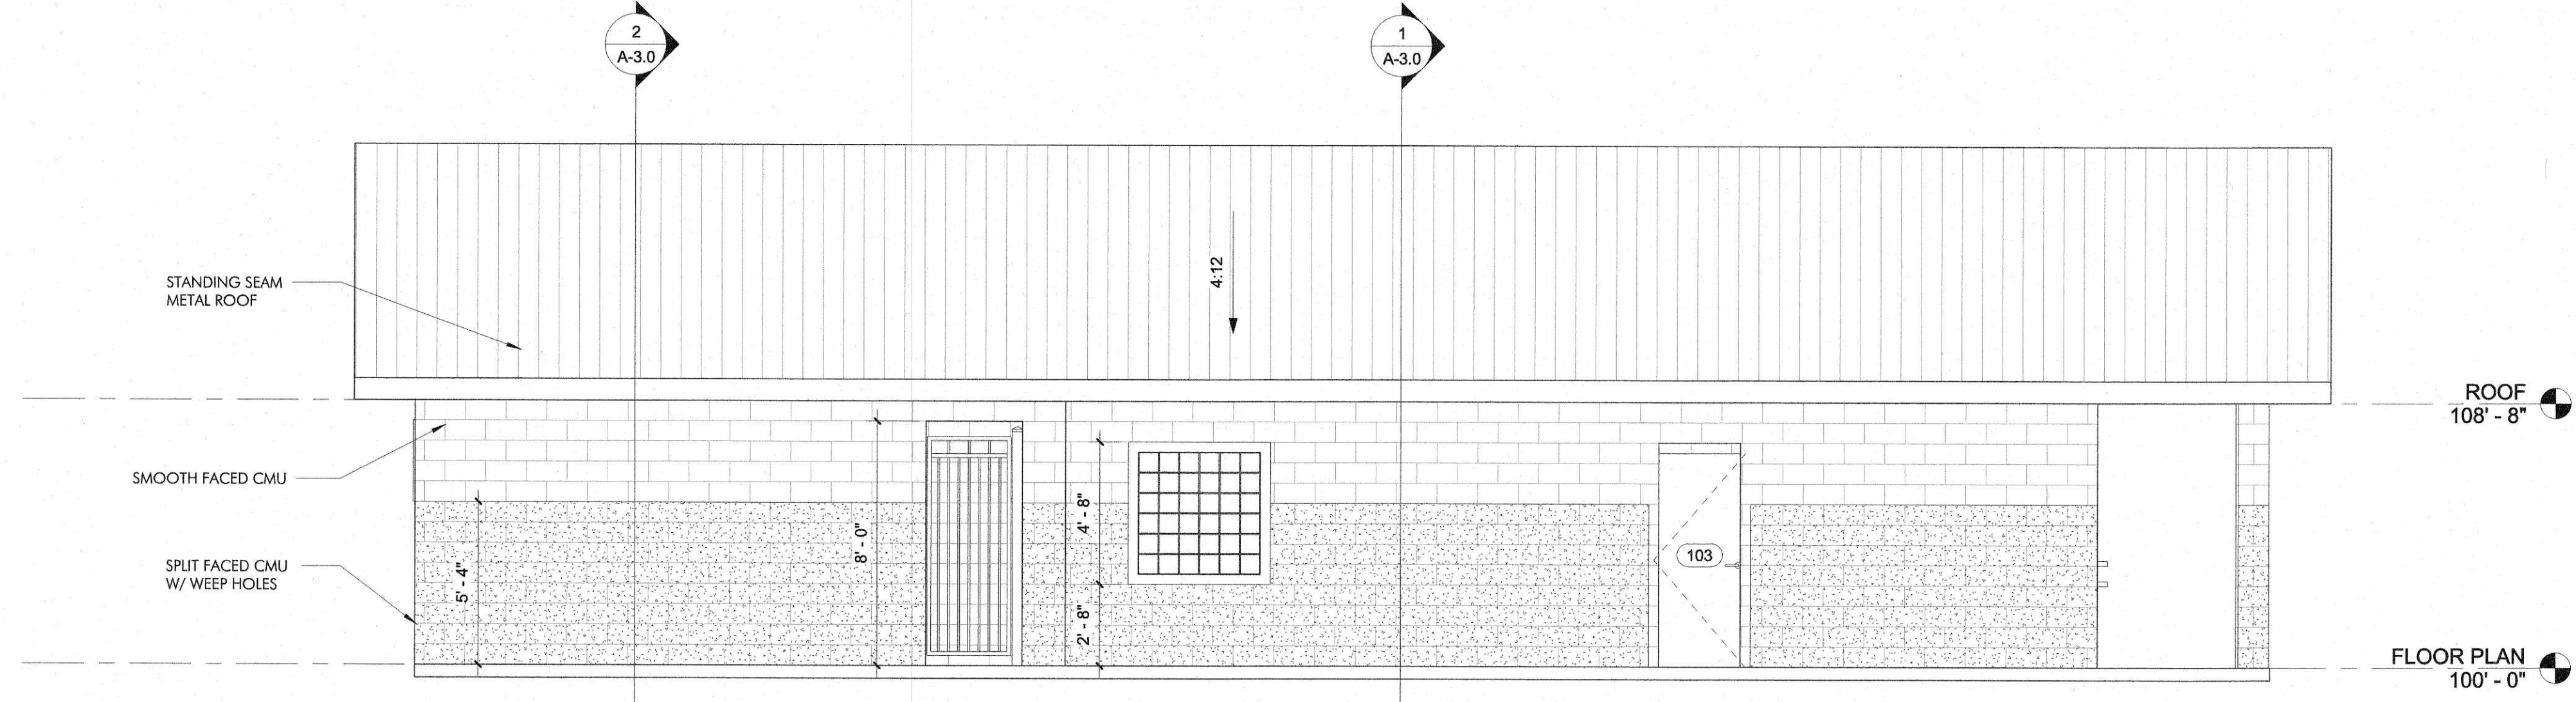 2
A-3.0
1
A-3.0
STANDING SEAM
METAL ROOF
4:12
ROOF
108' - 8"
SMOOTH FACED CMU
SPLIT FACED CMU
W/ WEEP HOLES
5' - 4"
8' - 0"
4' - 8"
2' - 8"
103
FLOOR PLAN
100' - 0"